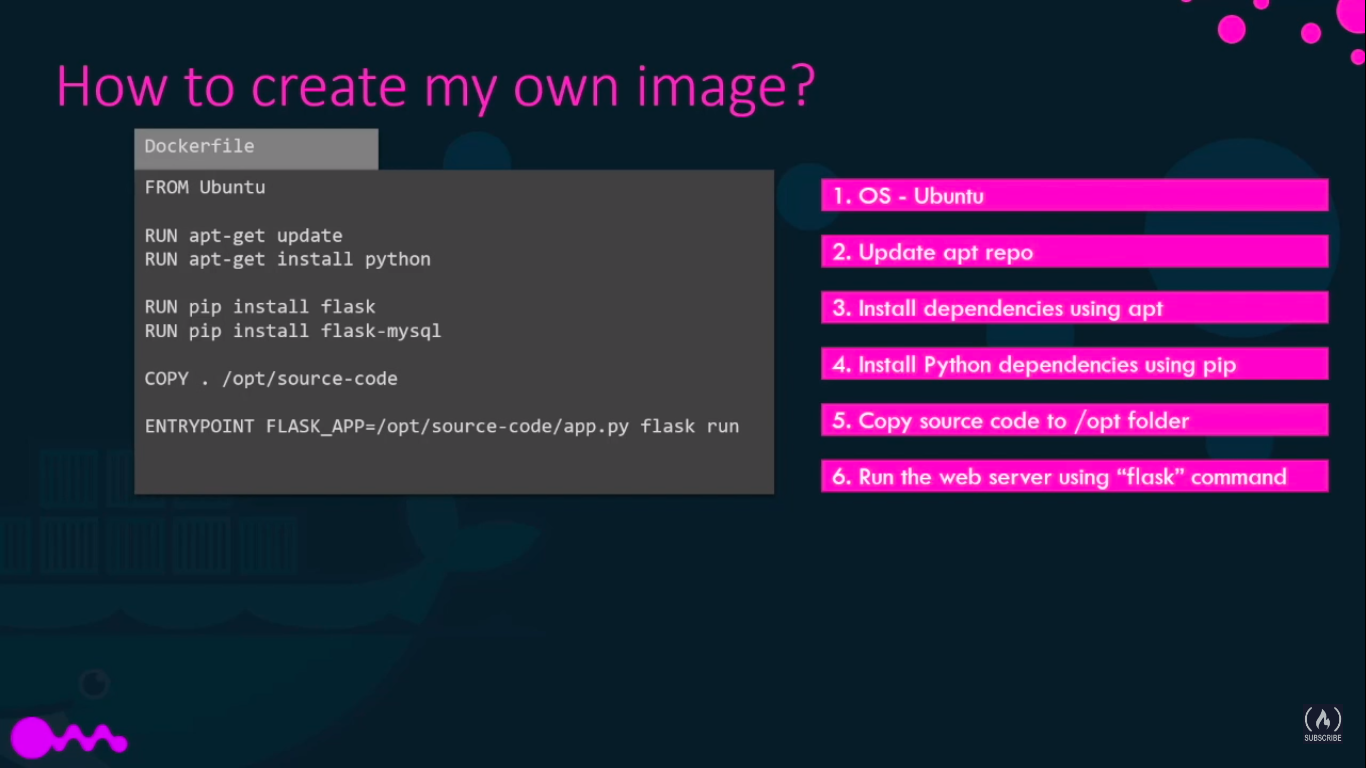 How to create my own image?
Dockerfile
FROM Ubuntu
RUN apt-get update
RUN apt-get install python
RUN pip install flask
RUN pip install flask-mysql
COPY . /opt/source-code
ENTRYPOINT FLASK_APP=/opt/source-code/app.py flask run
1. OS - Ubuntu
2. Update apt repo
3. Install dependencies using apt
4. Install Python dependencies using pip
5. Copy source code to /opt folder
6. Run the web server using “flask” command
SUBSCRIBE